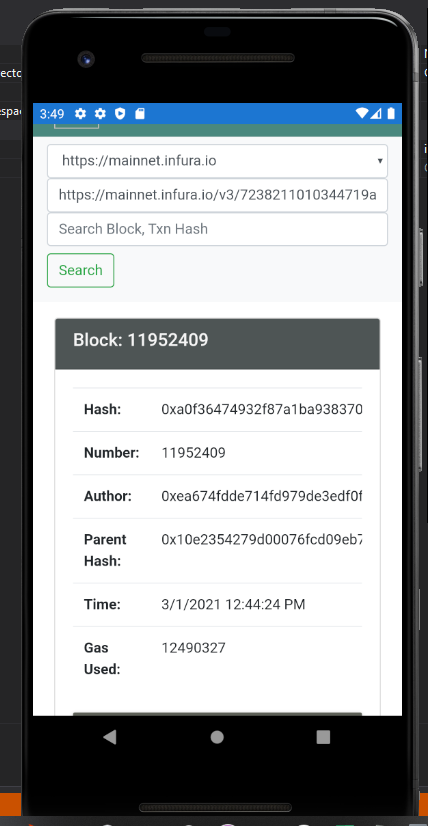 3:49
https://mainnet.infura.io
https://mainnet.infura.io/v3/7238211010344719a
Search Block, Txn Hash
Search
Block: 11952409
Hash: 0xa0f36474932f87a1ba938370
Number: 11952409
Author: 0xea674fdde714fd979de3edf0f
Parent 0x10e2354279d00076fcd09eb7
Hash:
Time: 3/1/2021 12:44:24 PM
Gas 12490327
Used: